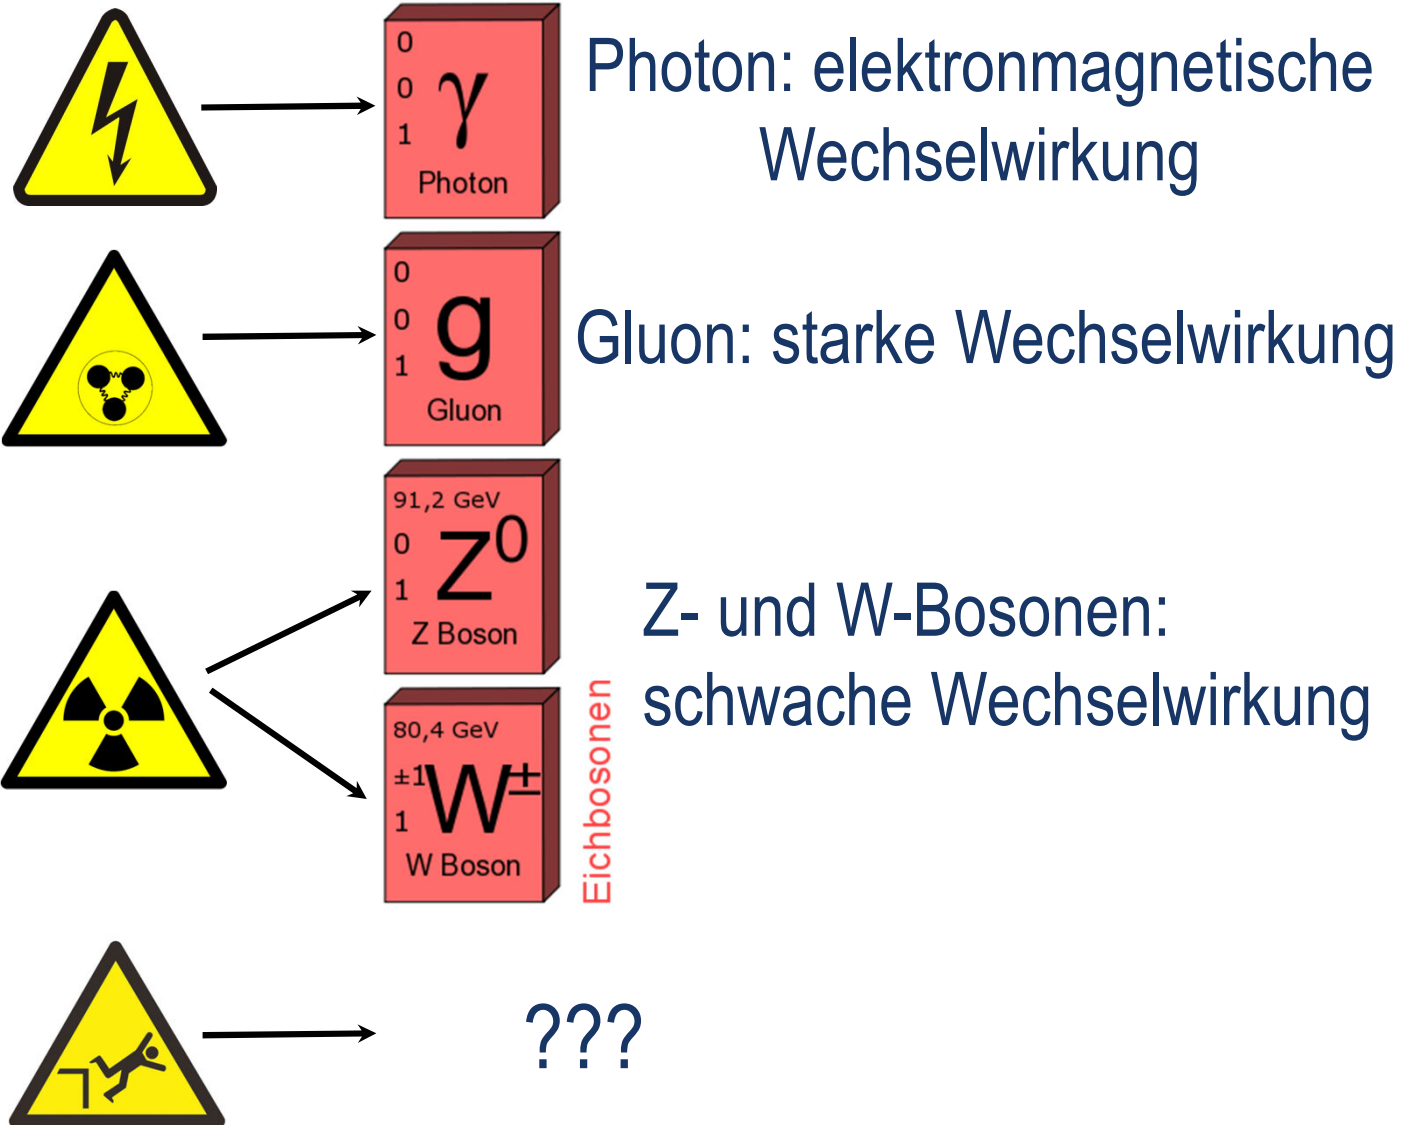 0
0
1
γ
Photon
Photon: elektronmagnetische
Wechselwirkung
0
0
1
g
Gluon
Gluon: starke Wechselwirkung
91,2 GeV
0
1
Z⁰
Z Boson
80,4 GeV
±1
1
W±
W Boson
Eichbosonen
Z- und W-Bosonen:
schwache Wechselwirkung
???